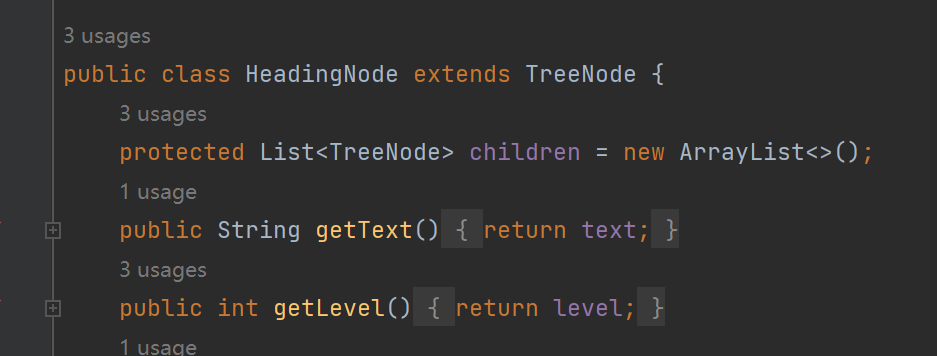 3 usages
public class HeadingNode extends TreeNode {
3 usages
protected List<TreeNode> children = new ArrayList<>();
1 usage
public String getText() { return text; }
3 usages
public int getLevel() { return level; }
1 usage